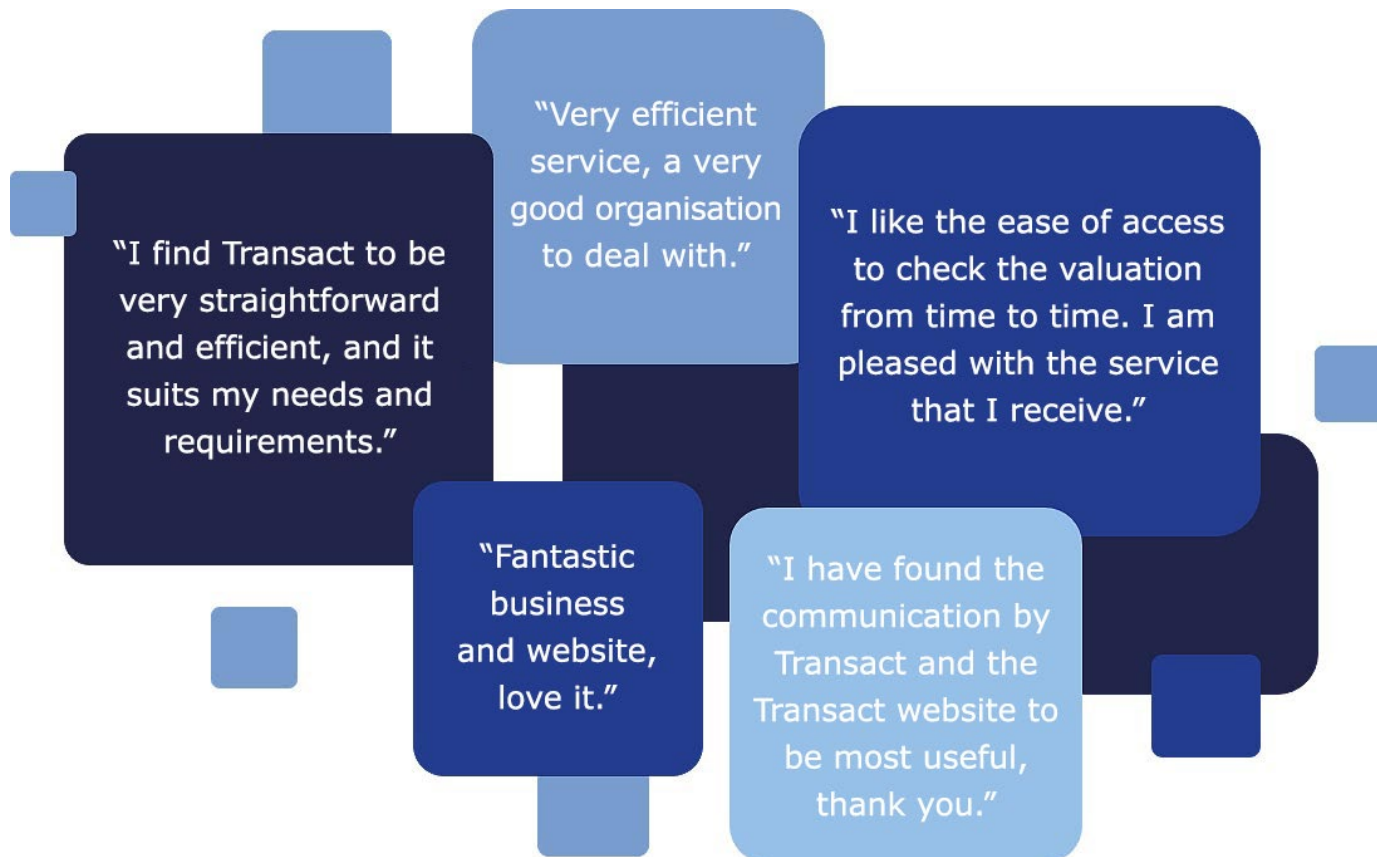 “I find Transact to be
very straightforward
and efficient, and it
suits my needs and
requirements.”
“Very efficient
service, a very
good organisation
to deal with.”
“I like the ease of access
to check the valuation
from time to time. I am
pleased with the service
that I receive.”
“Fantastic
business
and website,
love it.”
“I have found the
communication by
Transact and the
Transact website to
be most useful,
thank you.”